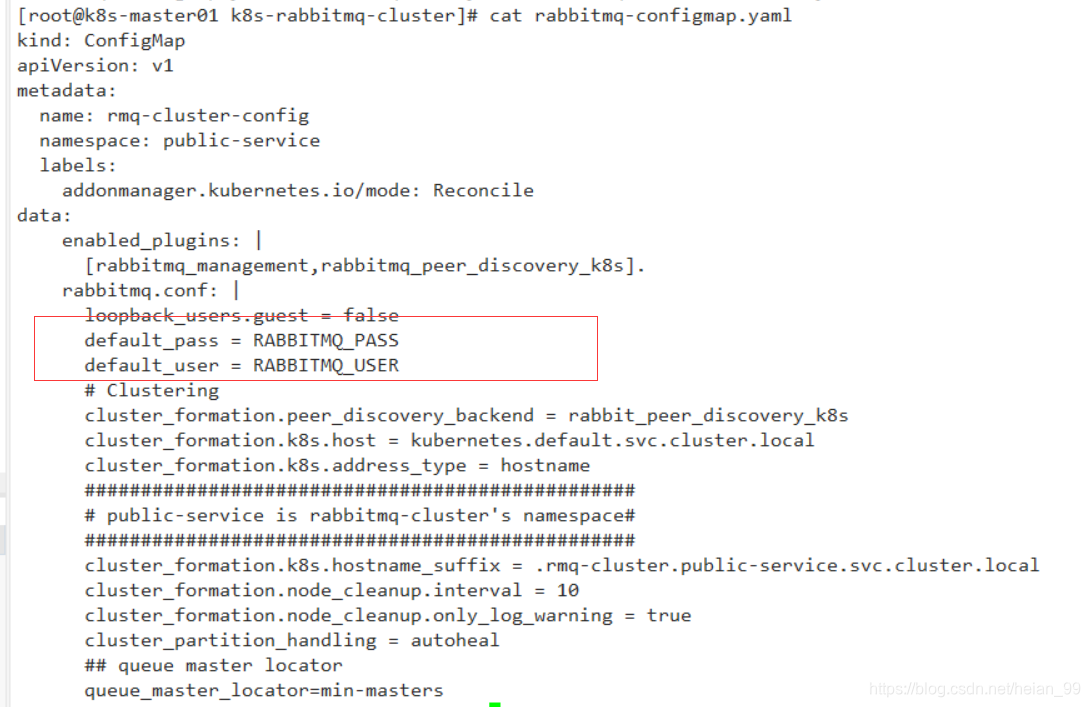 [root@k8s-master01 k8s-rabbitmq-cluster]# cat rabbitmq-configmap.yaml
kind: ConfigMap
apiVersion: v1
metadata:
  name: rmq-cluster-config
  namespace: public-service
  labels:
    addonmanager.kubernetes.io/mode: Reconcile
data:
    enabled_plugins: |
      [rabbitmq_management,rabbitmq_peer_discovery_k8s].
    rabbitmq.conf: |
      loopback_users.guest = false
      default_pass = RABBITMQ_PASS
      default_user = RABBITMQ_USER
      # Clustering
      cluster_formation.peer_discovery_backend = rabbit_peer_discovery_k8s
      cluster_formation.k8s.host = kubernetes.default.svc.cluster.local
      cluster_formation.k8s.address_type = hostname
      #################################################
      # public-service is rabbitmq-cluster's namespace#
      #################################################
      cluster_formation.k8s.hostname_suffix = .rmq-cluster.public-service.svc.cluster.local
      cluster_formation.node_cleanup.interval = 10
      cluster_formation.node_cleanup.only_log_warning = true
      cluster_partition_handling = autoheal
      ## queue master locator
      queue_master_locator=min-masters
https://blog.csdn.net/heian_99